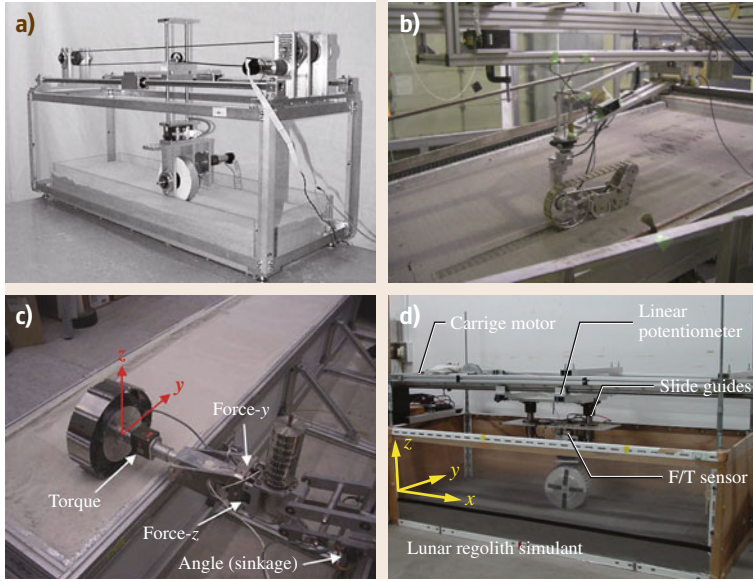 a)
b)
c)
z
y
Force-y
Torque
Force-z
Angle (sinkage)
d)
Carrige motor
Linear
potentiometer
Slide guides
F/T sensor
z
y
x
Lunar regolith simulant